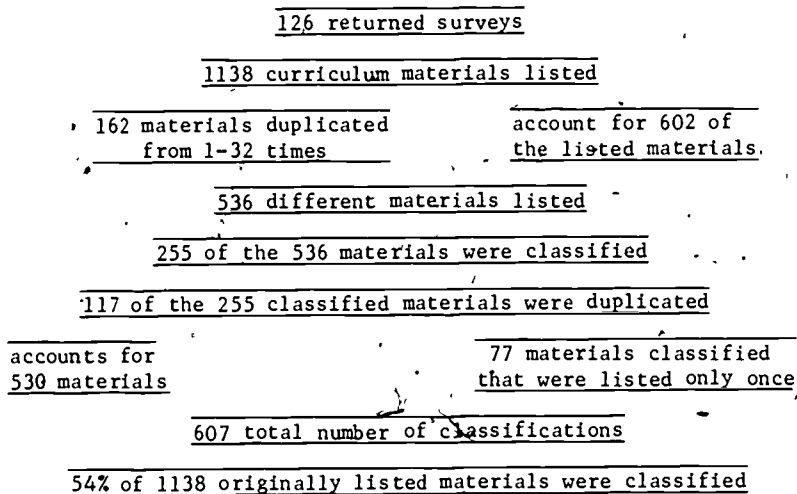 126 returned surveys
1138 curriculum materials listed
162 materials duplicated
from 1-32 times
account for 602 of
the listed materials.
536 different materials listed
255 of the 536 materials were classified
117 of the 255 classified materials were duplicated
accounts for
530 materials
77 materials classified
that were listed only once
607 total number of classifications
54% of 1138 originally listed materials were classified